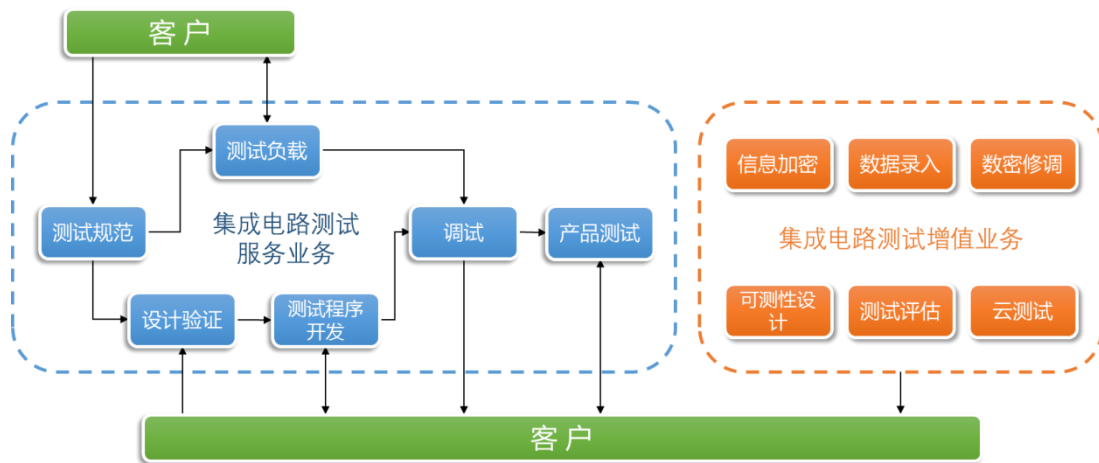 客户
测试负载
信息加密
数据录入
数密修调
测试规范
集成电路测试
服务业务
调试
产品测试
集成电路测试增值业务
设计验证
测试程序
开发
可测性设
计
测试评估
云测试
客户